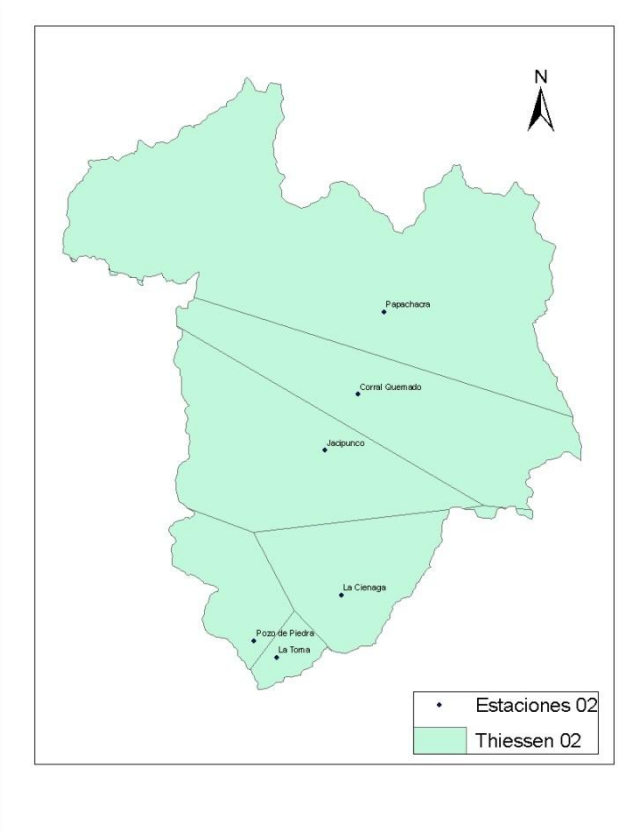 N
Papachacra
Corral Quemado
Jacipunco
La Cienaga
Pozo de Piedra
La Toma
Estaciones 02
Thiessen 02